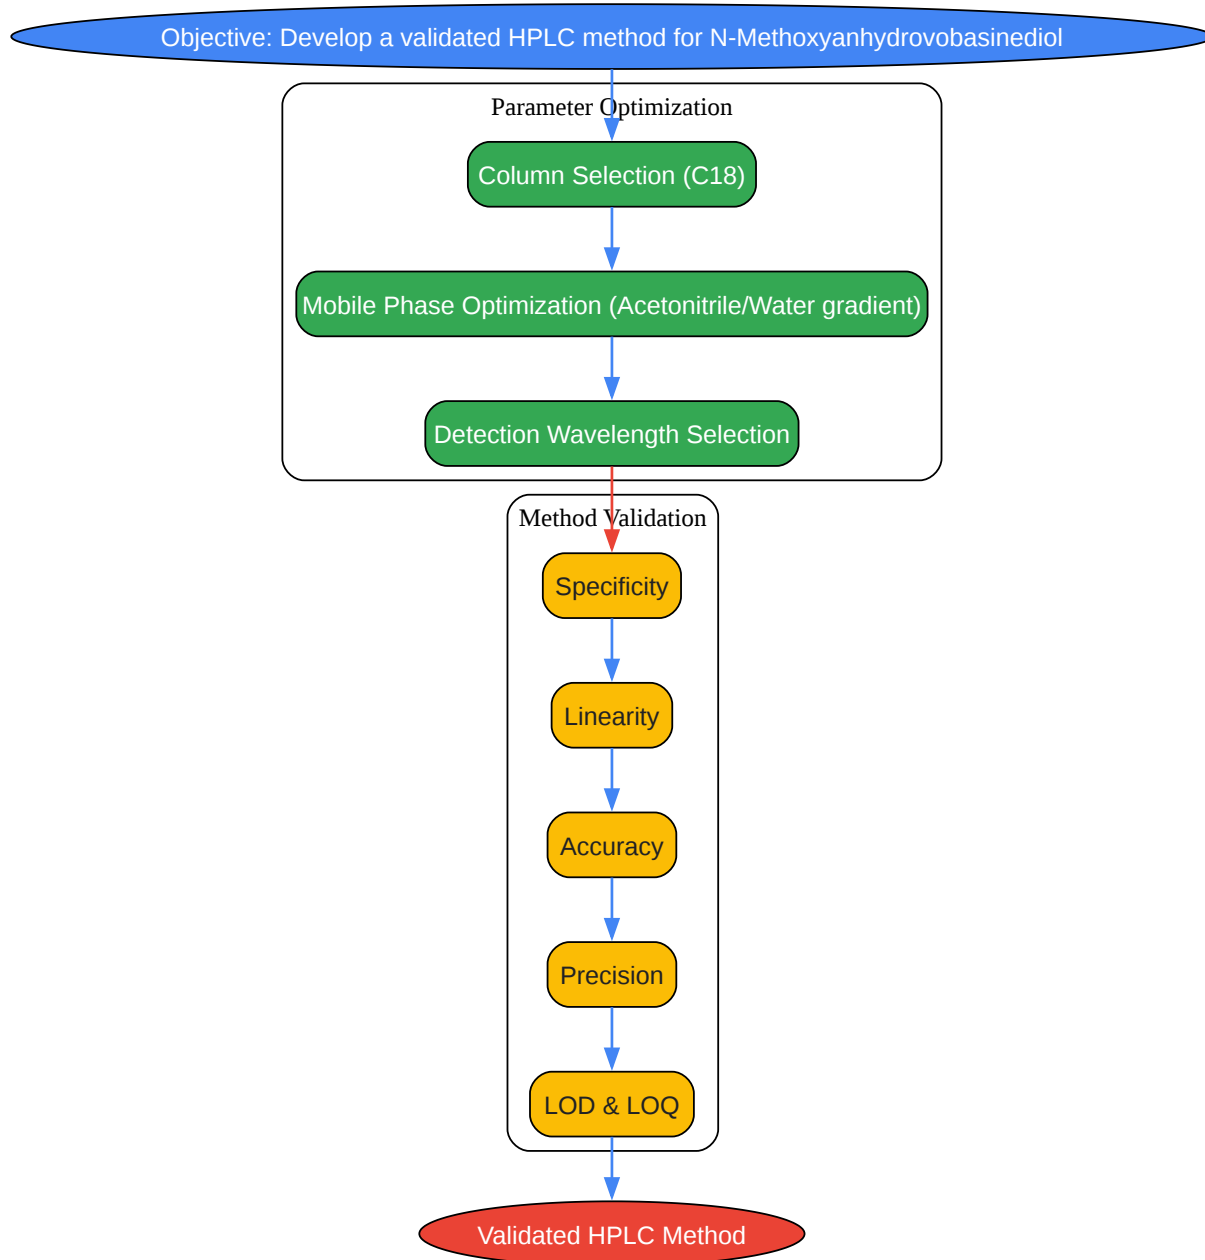 Objective: Develop a validated HPLC method for N-Methoxyanhydrovobasinediol
Parameter Optimization
Column Selection (C18)
Mobile Phase Optimization (Acetonitrile/Water gradient)
Detection Wavelength Selection
Method Validation
Specificity
Linearity
Accuracy
Precision
LOD & LOQ
Validated HPLC Method